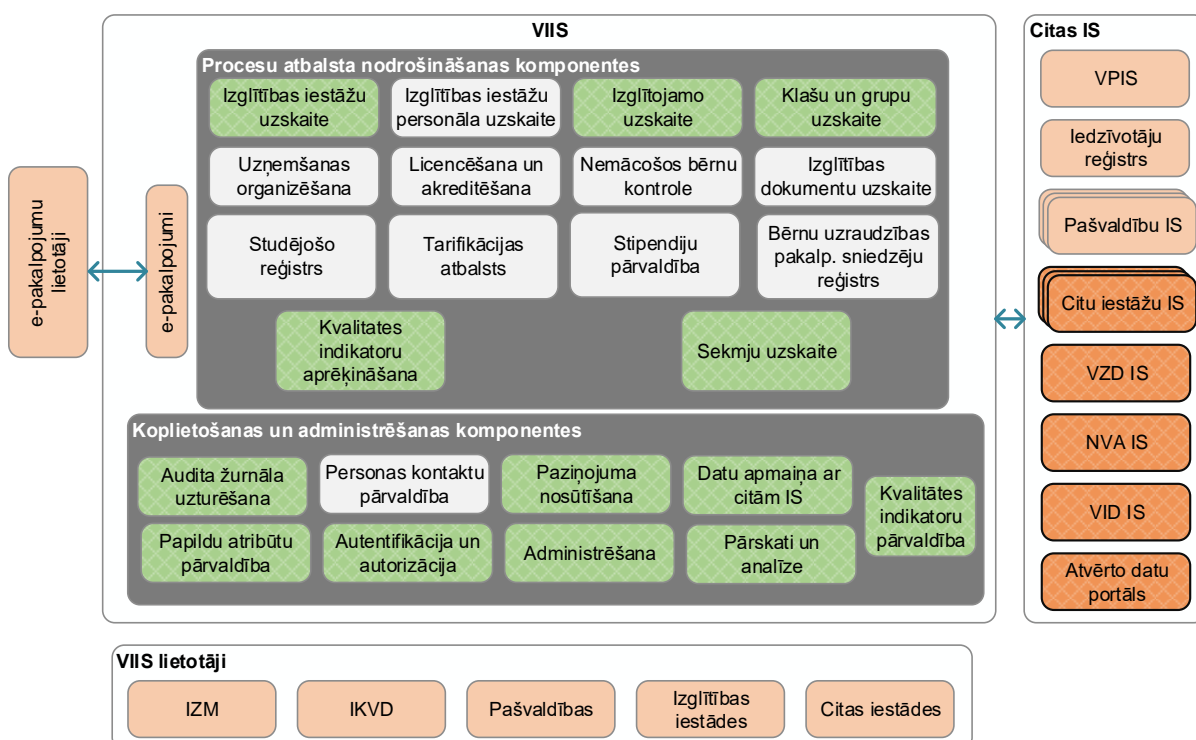 VIIS
Procesu atbalsta nodrošināšanas komponentes
Izglītības iestāžu
uzskaite
Izglītības iestāžu
personāla uzskaite
Izglītojamo
uzskaite
Klašu un grupu
uzskaite
Uzņemšanas
organizēšana
Licencēšana un
akreditēšana
Nemācošos bērnu
kontrole
Izglītības
dokumentu uzskaite
Studējošo
reģistrs
Tarifikācijas
atbalsts
Stipendiju
pārvaldība
Bērnu uzraudzības
pakalp. sniedzēju
reģistrs
Kvalitates
indikatoru
aprēķināšana
Sekmju uzskaite
e-pakalpojumu
lietotāji
e-pakalpojumi
Koplietošanas un administrēšanas komponentes
Audita žurnāla
uzturēšana
Personas kontaktu
pārvaldība
Paziņojuma
nosūtīšana
Datu apmaiņa ar
citām IS
Kvalitātes
indikatoru
pārvaldība
Papildu atribūtu
pārvaldība
Autentifikācija un
autorizācija
Administrēšana
Pārskati un
analīze
Citas IS
VPIS
Iedzīvotāju
reģistrs
Pašvaldību IS
Citu iestāžu IS
VZD IS
NVA IS
VID IS
Atvērto datu
portāls
VIIS lietotāji
IZM
IKVD
Pašvaldības
Izglītības
iestādes
Citas iestādes